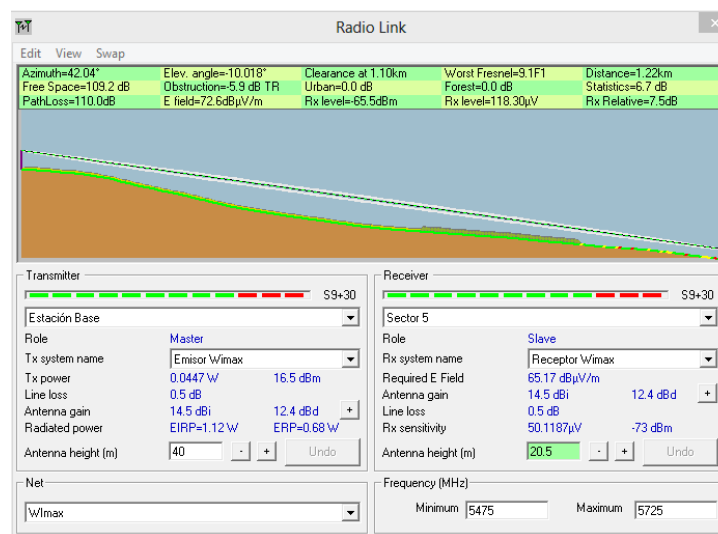 Radio Link
Edit View Swap
Azimuth=42.04° Elev. angle=-10.018° Clearance at 1.10km Worst Fresnel=9.1F1 Distance=1.22km
Free Space=109.2 dB Obstruction=-5.9 dB TR Urban=0.0 dB Forest=0.0 dB Statistics=6.7 dB
PathLoss=110.0dB E field=72.6dBµV/m Rx level=-65.5dBm Rx level=118.30µV Rx Relative=7.5dB
Transmitter
S9+30
Estación Base
Role Master
Tx system name Emisor Wimax
Tx power 0.0447 W 16.5 dBm
Line loss 0.5 dB
Antenna gain 14.5 dBi 12.4 dBd +
Radiated power EIRP=1.12 W ERP=0.68 W
Antenna height (m) 40 - + Undo
Net
WImax
Receiver
S9+30
Sector 5
Role Slave
Rx system name Receptor Wimax
Required E Field 65.17 dBµV/m
Antenna gain 14.5 dBi 12.4 dBd +
Line loss 0.5 dB
Rx sensitivity 50.1187µV -73 dBm
Antenna height (m) 20.5 - + Undo
Frequency (MHz)
Minimum 5475 Maximum 5725